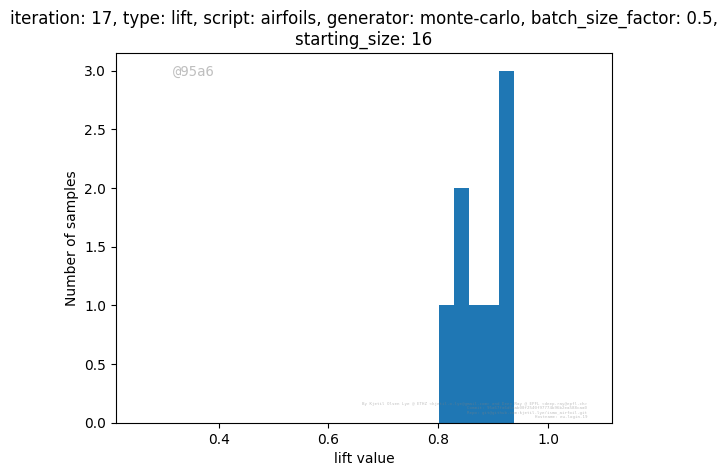 iteration: 17, type: lift, script: airfoils, generator: monte-carlo, batch_size_factor: 0.5,
starting_size: 16
@95a6
3.0
2.5
2.0
1.5
1.0
0.5
0.0
Number of samples
0.4 0.6 0.8 1.0
lift value